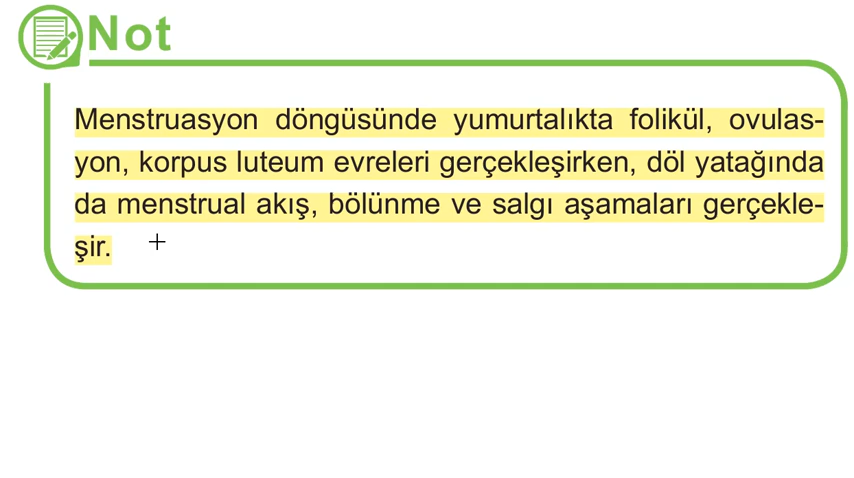 Not
Menstruasyon döngüsünde yumurtalıkta folikül, ovulas-
yon, korpus luteum evreleri gerçekleşirken, döl yatağında
da menstrual akış, bölünme ve salgı aşamaları gerçekle-
şir.